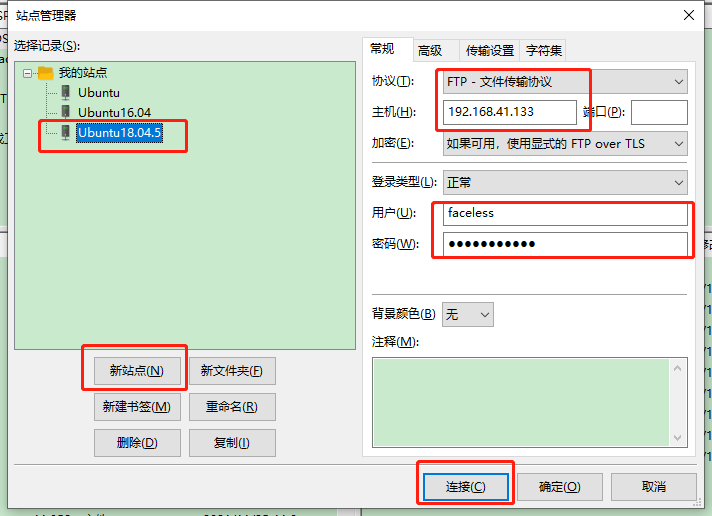 站点管理器
选择记录(S):
我的站点
Ubuntu
Ubuntu16.04
Ubuntu18.04.5
新站点(N)
新文件夹(F)
新建书签(M)
重命名(R)
删除(D)
复制(I)
常规
高级
传输设置
字符集
协议(T):
FTP - 文件传输协议
主机(H):
192.168.41.133
端口(P):
加密(E):
如果可用，使用显式的 FTP over TLS
登录类型(L):
正常
用户(U):
faceless
密码(W):
●●●●●●●●●●●
背景颜色(B)
无
注释(M):
连接(C)
确定(O)
取消